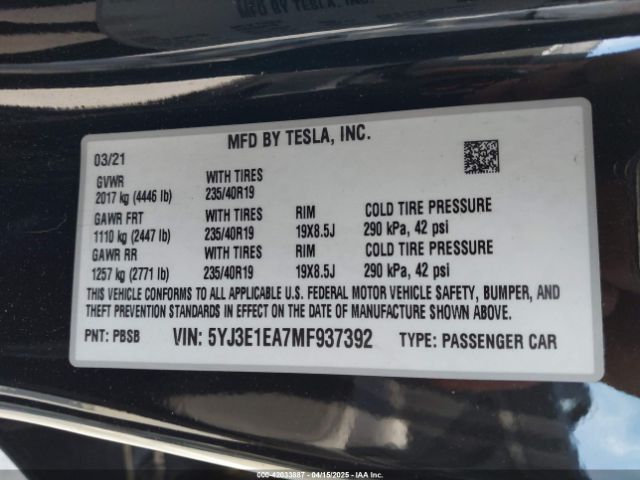 MFD BY TESLA, INC.
03/21
GVWR WITH TIRES
2017 kg (4446 lb) 235/40R19
GAWR FRT WITH TIRES RIM COLD TIRE PRESSURE
1110 kg (2447 lb) 235/40R19 19X8.5J 290 kPa, 42 psi
GAWR RR WITH TIRES RIM COLD TIRE PRESSURE
1257 kg (2771 lb) 235/40R19 19X8.5J 290 kPa, 42 psi
THIS VEHICLE CONFORMS TO ALL APPLICABLE U.S. FEDERAL MOTOR VEHICLE SAFETY, BUMPER, AND
THEFT PREVENTION STANDARDS IN EFFECT ON THE DATE OF MANUFACTURE SHOWN ABOVE.
PNT: PBSB VIN: 5YJ3E1EA7MF937392 TYPE: PASSENGER CAR
000-42033887 - 04/15/2025 - IAA Inc.